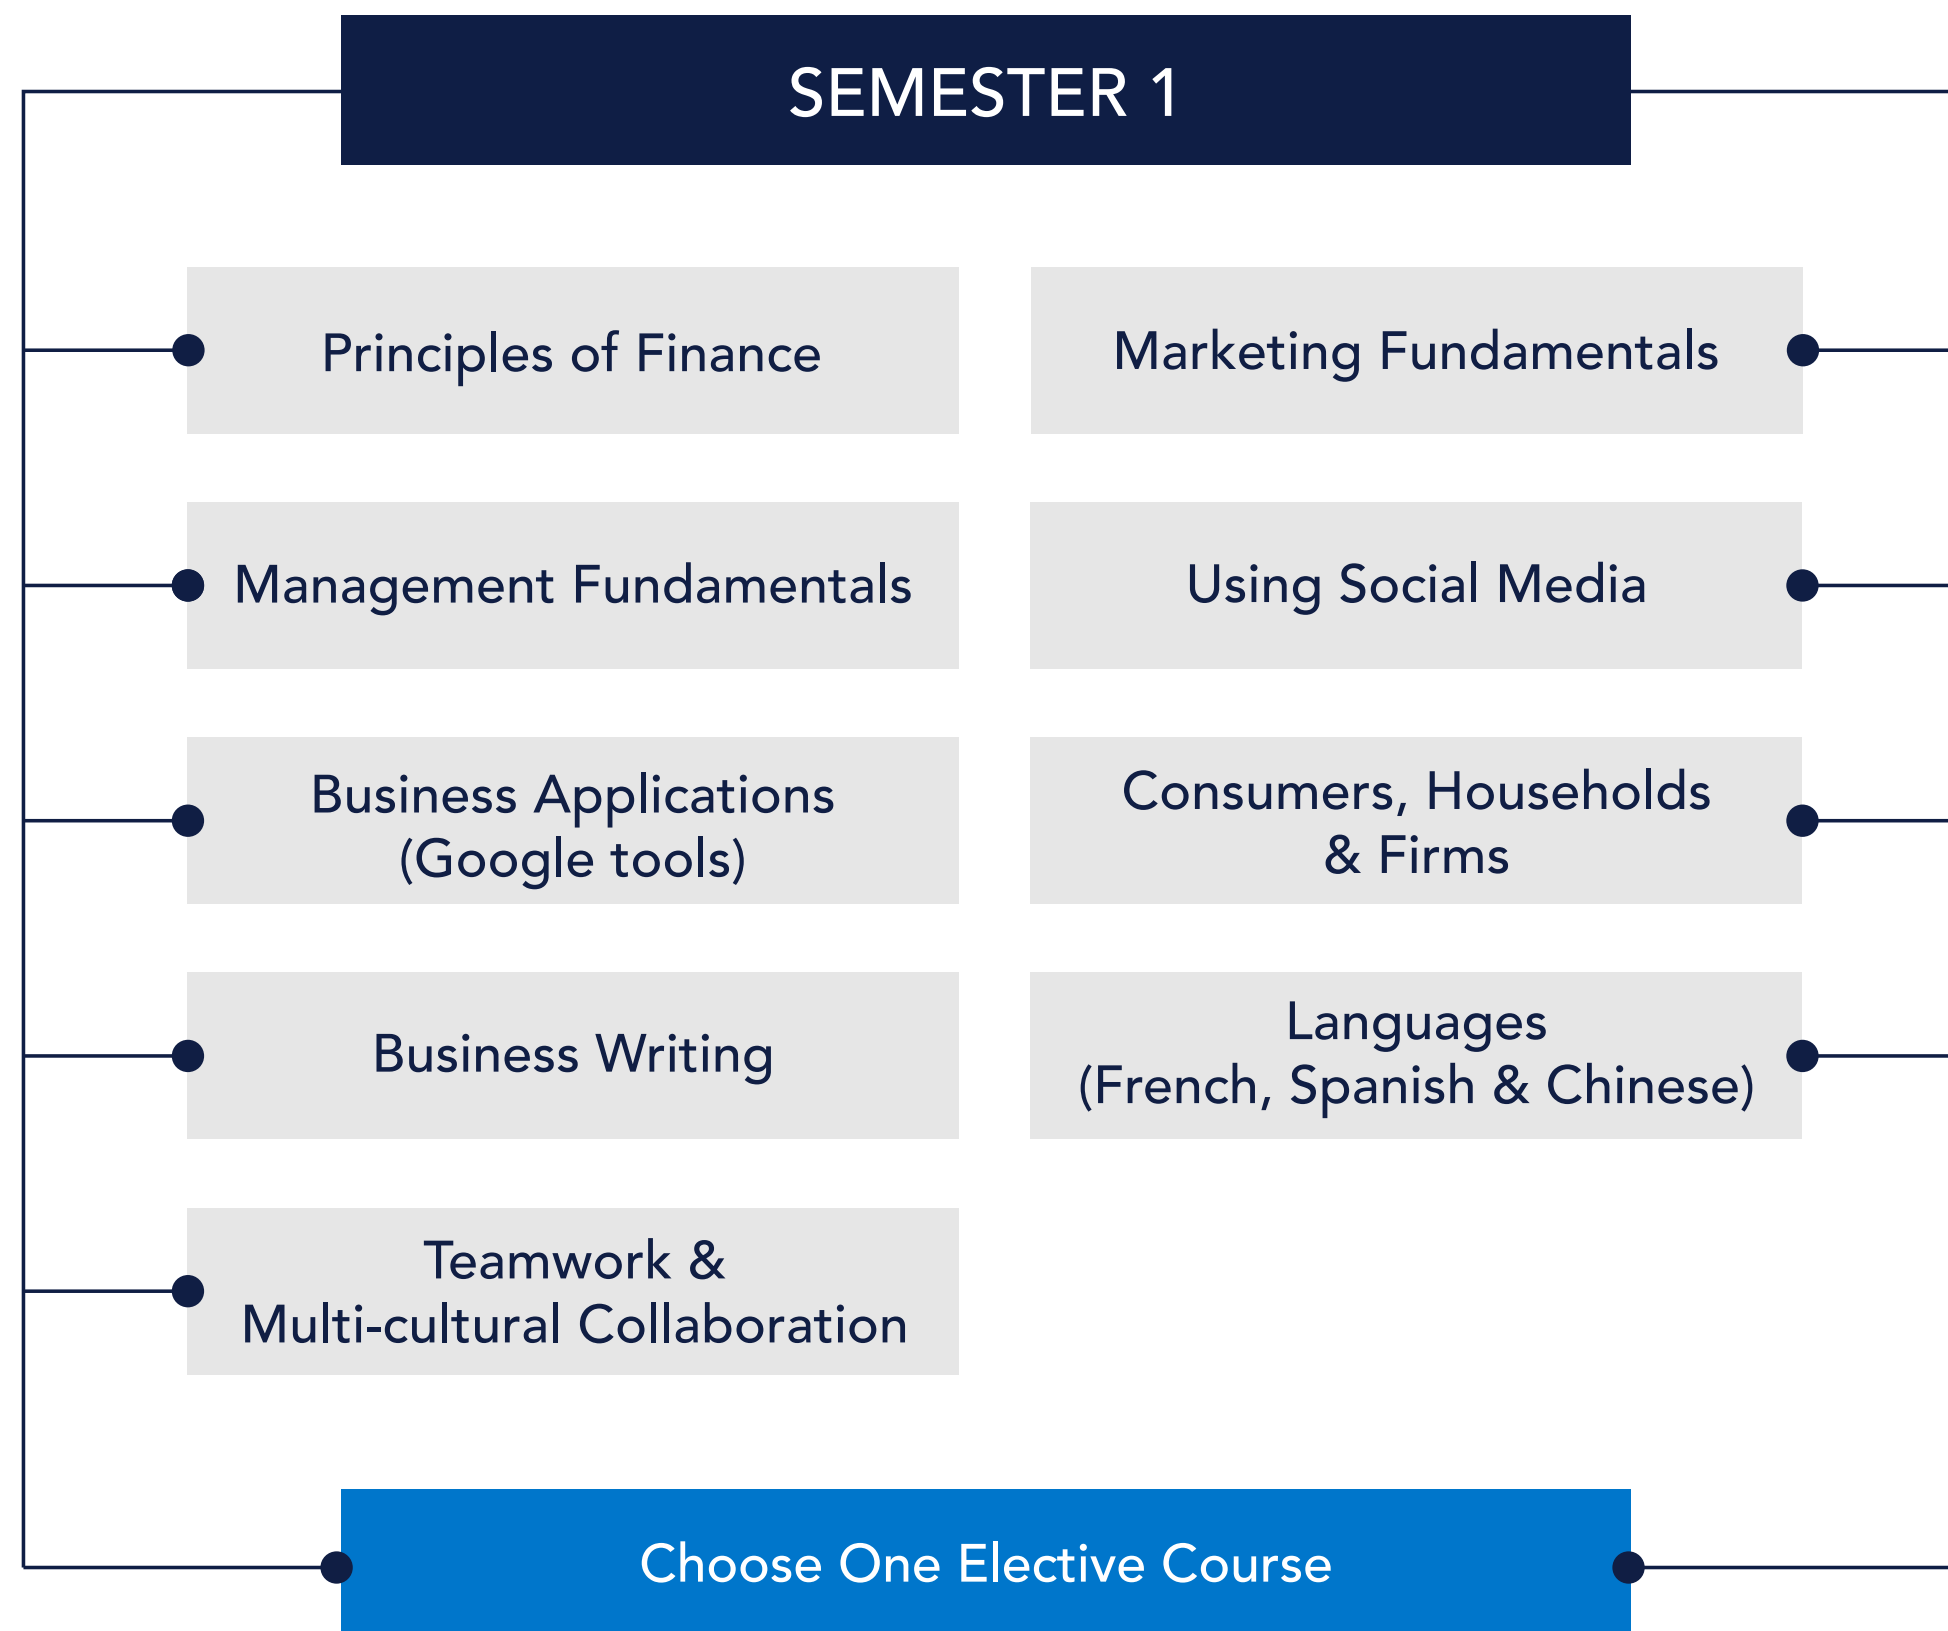 SEMESTER 1
Principles of Finance
Marketing Fundamentals
Management Fundamentals
Using Social Media
Business Applications
(Google tools)
Consumers, Households
& Firms
Business Writing
Languages
(French, Spanish & Chinese)
Teamwork &
Multi-cultural Collaboration
Choose One Elective Course